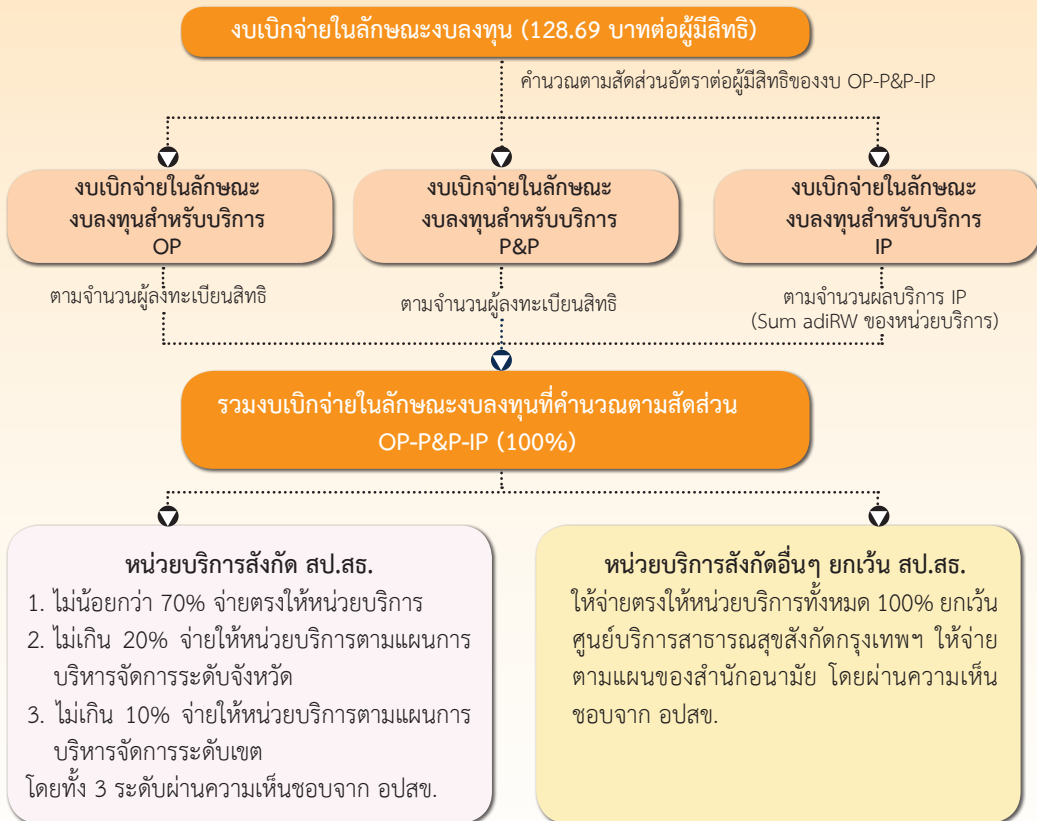 งบเบิกจ่ายในลักษณะงบลงทุน (128.69 บาทต่อผู้มีสิทธิ)
คำนวณตามสัดส่วนอัตราต่อผู้มีสิทธิของงบ OP-P&P-IP
งบเบิกจ่ายในลักษณะ
งบลงทุนสำหรับบริการ
OP
งบเบิกจ่ายในลักษณะ
งบลงทุนสำหรับบริการ
P&P
งบเบิกจ่ายในลักษณะ
งบลงทุนสำหรับบริการ
IP
ตามจำนวนผู้ลงทะเบียนสิทธิ
ตามจำนวนผู้ลงทะเบียนสิทธิ
ตามจำนวนผลบริการ IP
(Sum adiRW ของหน่วยบริการ)
รวมงบเบิกจ่ายในลักษณะงบลงทุนที่คำนวณตามสัดส่วน
OP-P&P-IP (100%)
หน่วยบริการสังกัด สป.สธ.
1. ไม่น้อยกว่า 70% จ่ายตรงให้หน่วยบริการ
2. ไม่เกิน 20% จ่ายให้หน่วยบริการตามแผนการ
บริหารจัดการระดับจังหวัด
3. ไม่เกิน 10% จ่ายให้หน่วยบริการตามแผนการ
บริหารจัดการระดับเขต
โดยทั้ง 3 ระดับผ่านความเห็นชอบจาก อปสข.
หน่วยบริการสังกัดอื่นๆ ยกเว้น สป.สธ.
ให้จ่ายตรงให้หน่วยบริการทั้งหมด 100% ยกเว้น
ศูนย์บริการสาธารณสุขสังกัดกรุงเทพฯ ให้จ่าย
ตามแผนของสำนักอนามัย โดยผ่านความเห็น
ชอบจาก อปสข.